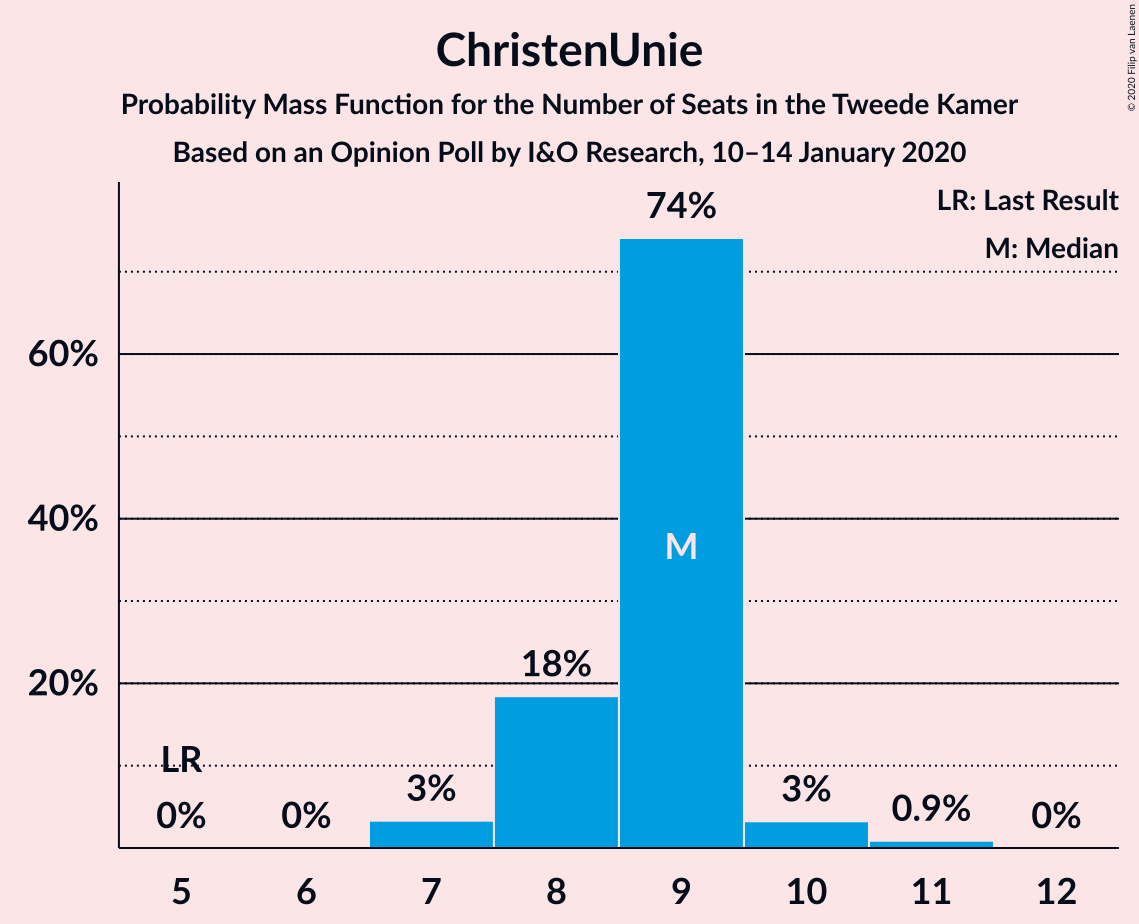 ChristenUnie
Probability Mass Function for the Number of Seats in the Tweede Kamer
Based on an Opinion Poll by I&O Research, 10–14 January 2020
© 2020 Filip van Laenen
LR: Last Result
M: Median
74%
60%
40%
M
20%
18%
LR
0%
0%
3%
3%
0.9%
0%
5 6 7 8 9 10 11 12